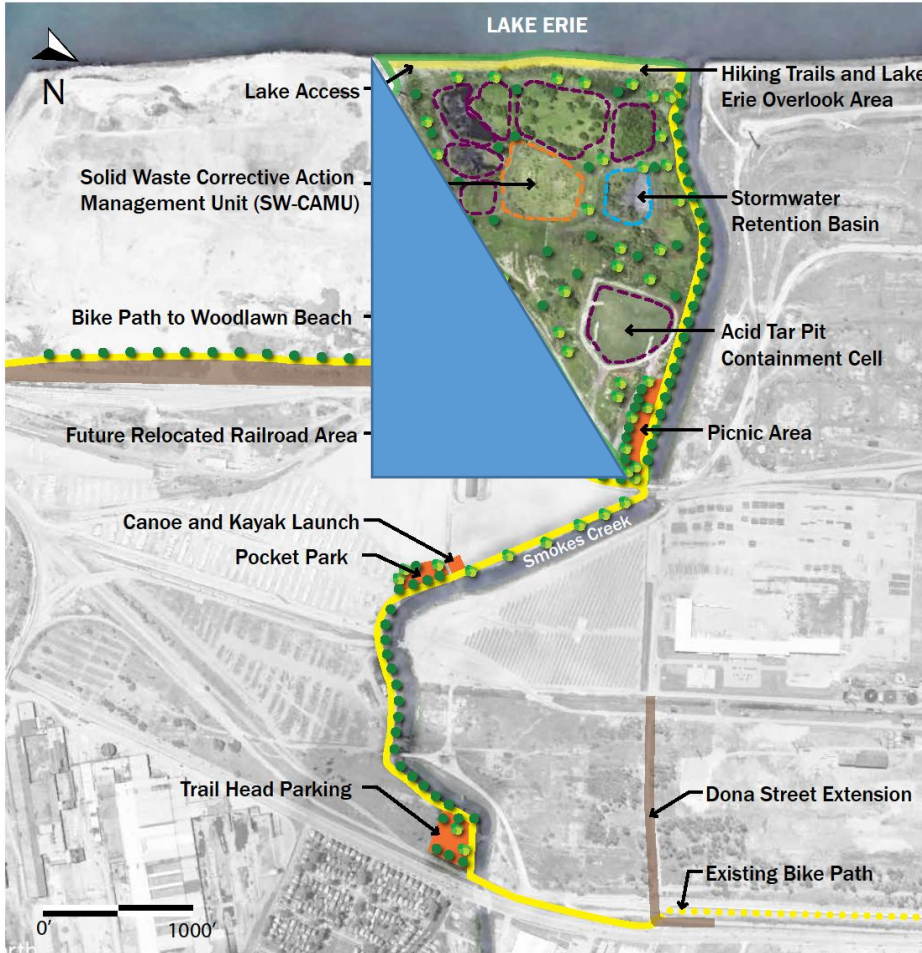 LAKE ERIE
N
Lake Access
Hiking Trails and Lake
Erie Overlook Area
Solid Waste Corrective Action
Management Unit (SW-CAMU)
Stormwater
Retention Basin
Bike Path to Woodlawn Beach
Acid Tar Pit
Containment Cell
Future Relocated Railroad Area
Picnic Area
Canoe and Kayak Launch
Pocket Park
Smokes Creek
Trail Head Parking
Dona Street Extension
Existing Bike Path
0'
1000'